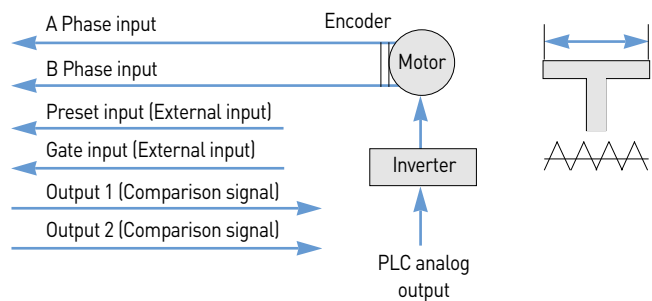 A Phase input
Encoder
B Phase input
Motor
Preset input (External input)
Gate input (External input)
Inverter
Output 1 (Comparison signal)
Output 2 (Comparison signal)
PLC analog
output